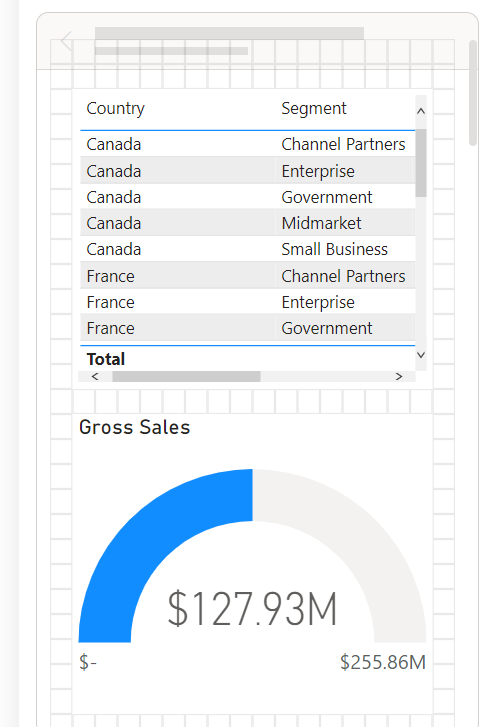 Country Segment
Canada Channel Partners
Canada Enterprise
Canada Government
Canada Midmarket
Canada Small Business
France Channel Partners
France Enterprise
France Government
Total
Gross Sales
$127.93M
$- $255.86M